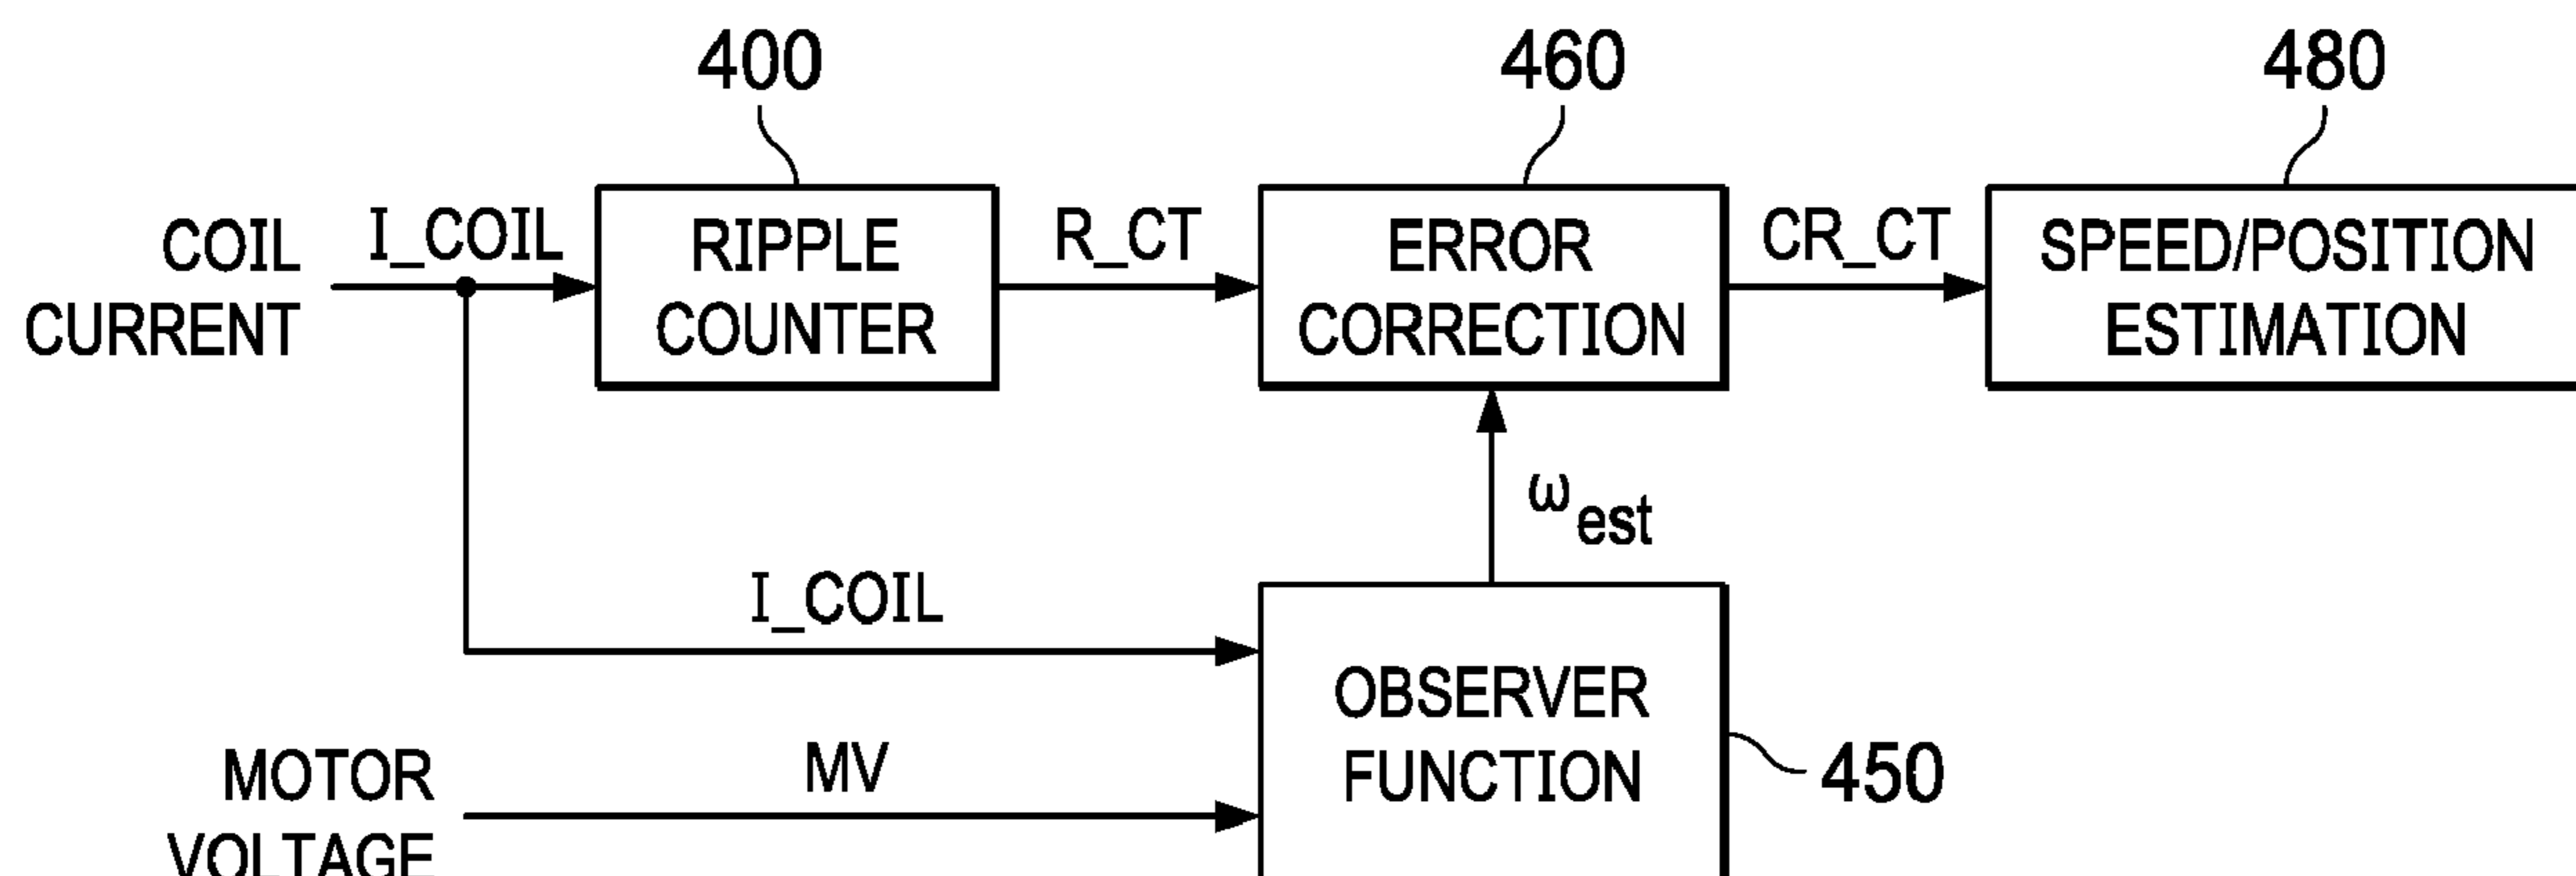 400
460
480
COIL
CURRENT
I_COIL
RIPPLE
COUNTER
R_CT
ERROR
CORRECTION
CR_CT
SPEED/POSITION
ESTIMATION
ω est
I_COIL
OBSERVER
FUNCTION
MOTOR
VOLTAGE
MV
450